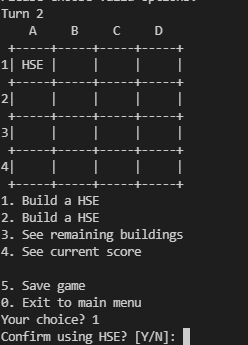 Turn 2
A B C D
+-----+-----+-----+-----+
1| HSE | | | |
+-----+-----+-----+-----+
2| | | | |
+-----+-----+-----+-----+
3| | | | |
+-----+-----+-----+-----+
4| | | | |
+-----+-----+-----+-----+
1. Build a HSE
2. Build a HSE
3. See remaining buildings
4. See current score
5. Save game
0. Exit to main menu
Your choice? 1
Confirm using HSE? [Y/N]: